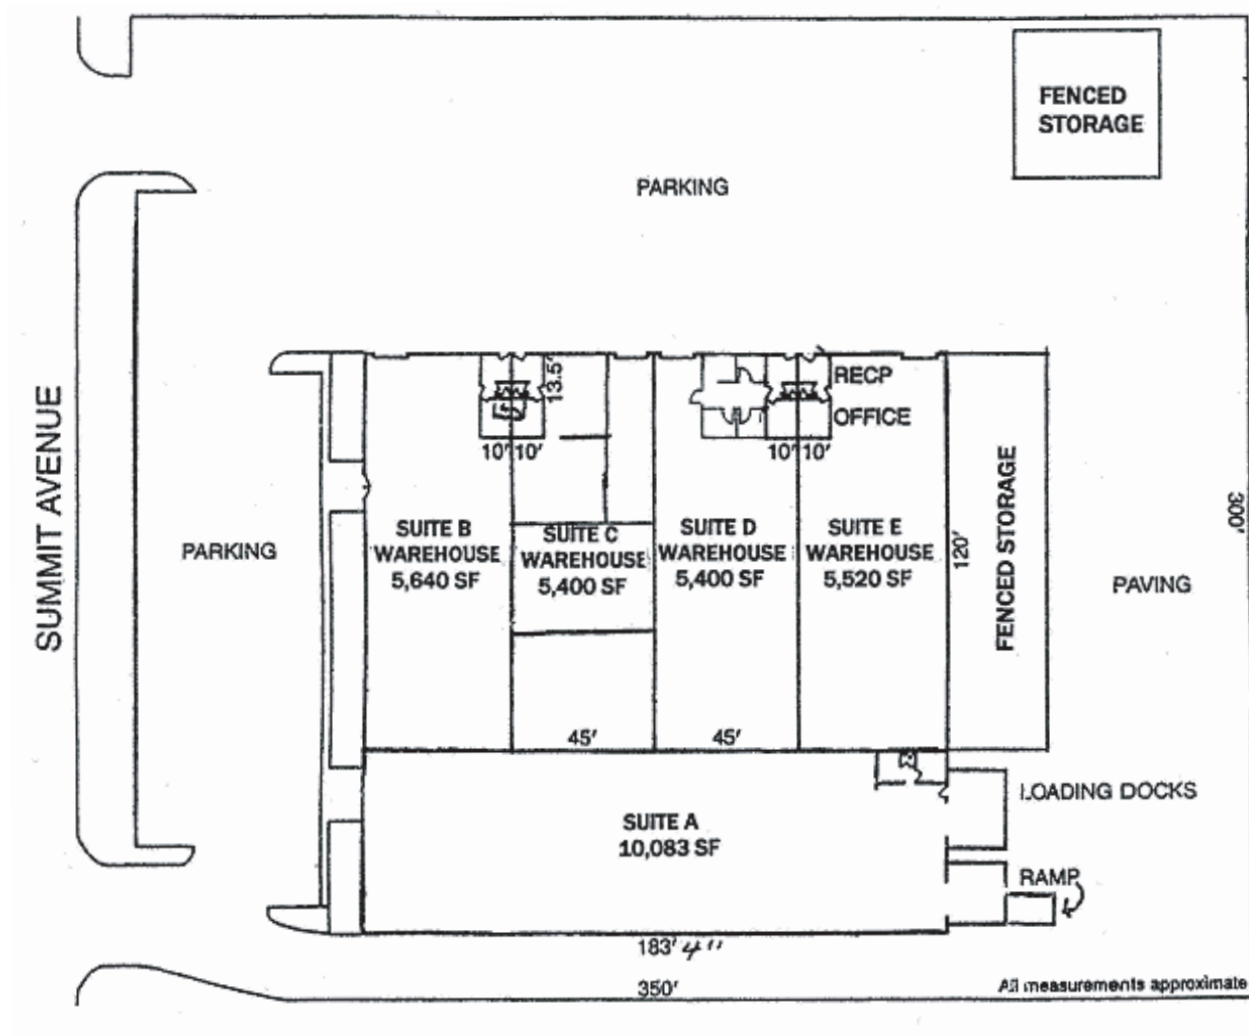 FENCED
STORAGE
PARKING
SUMMIT AVENUE
PARKING
13.5'
RECP
OFFICE
10' 10'
10' 10'
SUITE B
WAREHOUSE
5,640 SF
SUITE C
WAREHOUSE
5,400 SF
SUITE D
WAREHOUSE
5,400 SF
SUITE E
WAREHOUSE
5,520 SF
120'
FENCED STORAGE
300'
PAVING
45'
45'
LOADING DOCKS
SUITE A
10,083 SF
RAMP
183' 4"
350'
All measurements approximate